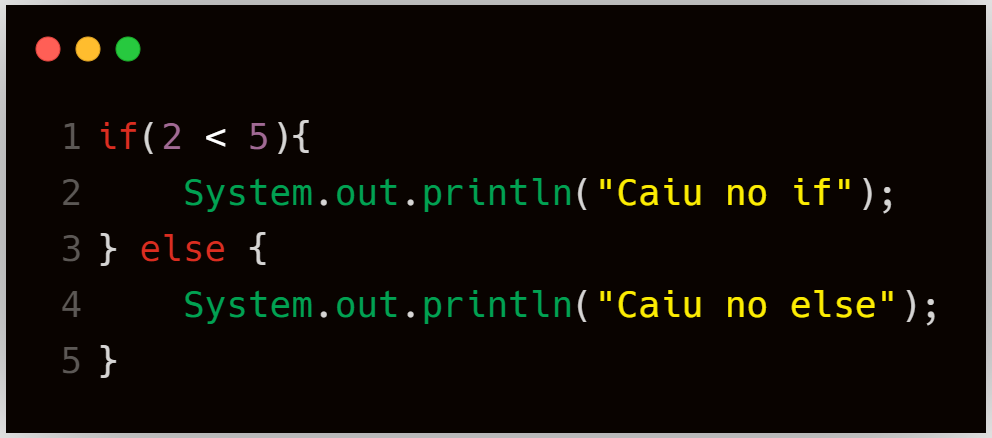 1 if(2 < 5){
2     System.out.println("Caiu no if");
3 } else {
4     System.out.println("Caiu no else");
5 }